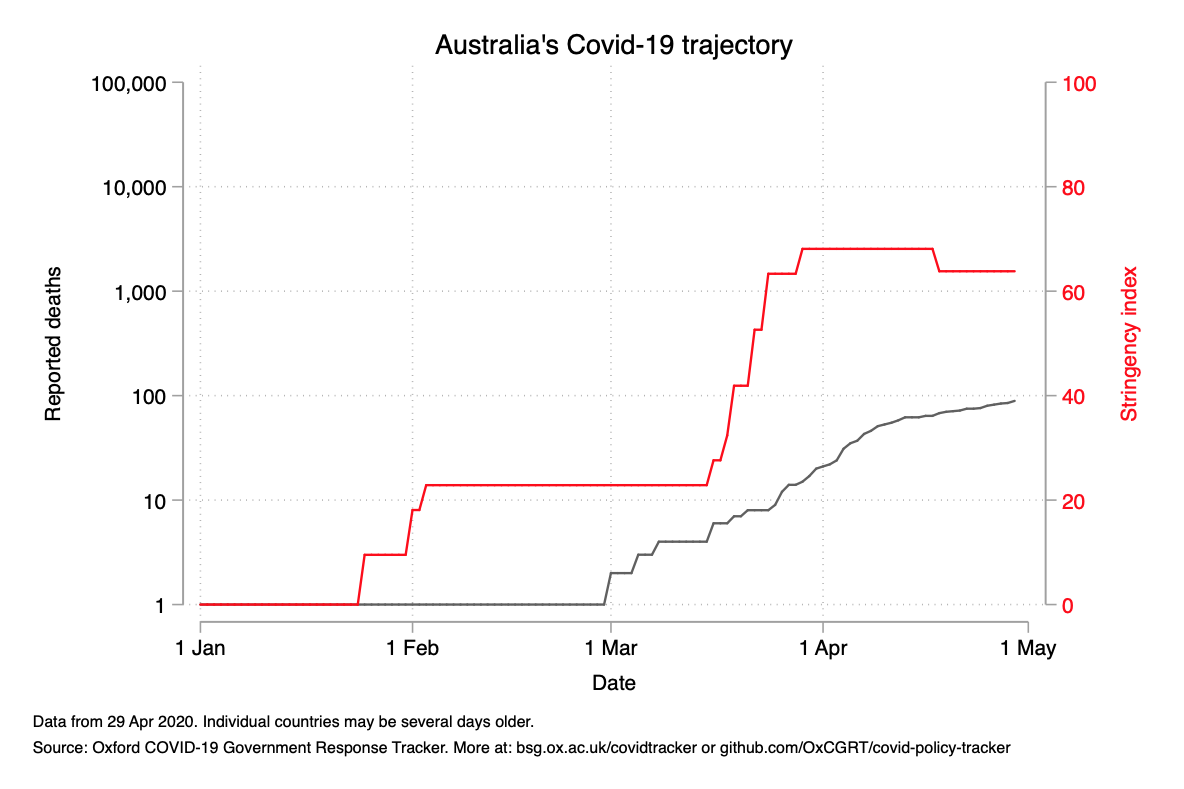 Australia's Covid-19 trajectory
100,000
10,000
1,000
100
10
1
Reported deaths
100
80
60
40
20
0
Stringency index
1 Jan
1 Feb
1 Mar
1 Apr
1 May
Date
Data from 29 Apr 2020. Individual countries may be several days older.
Source: Oxford COVID-19 Government Response Tracker. More at: bsg.ox.ac.uk/covidtracker or github.com/OxCGRT/covid-policy-tracker